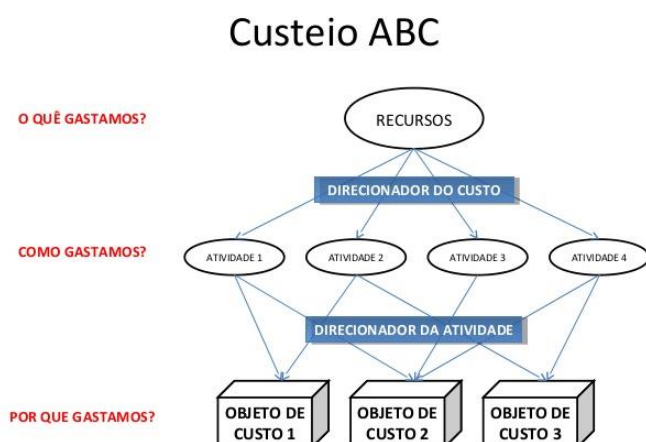 Custeio ABC
O QUÊ GASTAMOS?
RECURSOS
DIRECIONADOR DO CUSTO
COMO GASTAMOS?
ATIVIDADE 1
ATIVIDADE 2
ATIVIDADE 3
ATIVIDADE 4
DIRECIONADOR DA ATIVIDADE
POR QUE GASTAMOS?
OBJETO DE
CUSTO 1
OBJETO DE
CUSTO 2
OBJETO DE
CUSTO 3